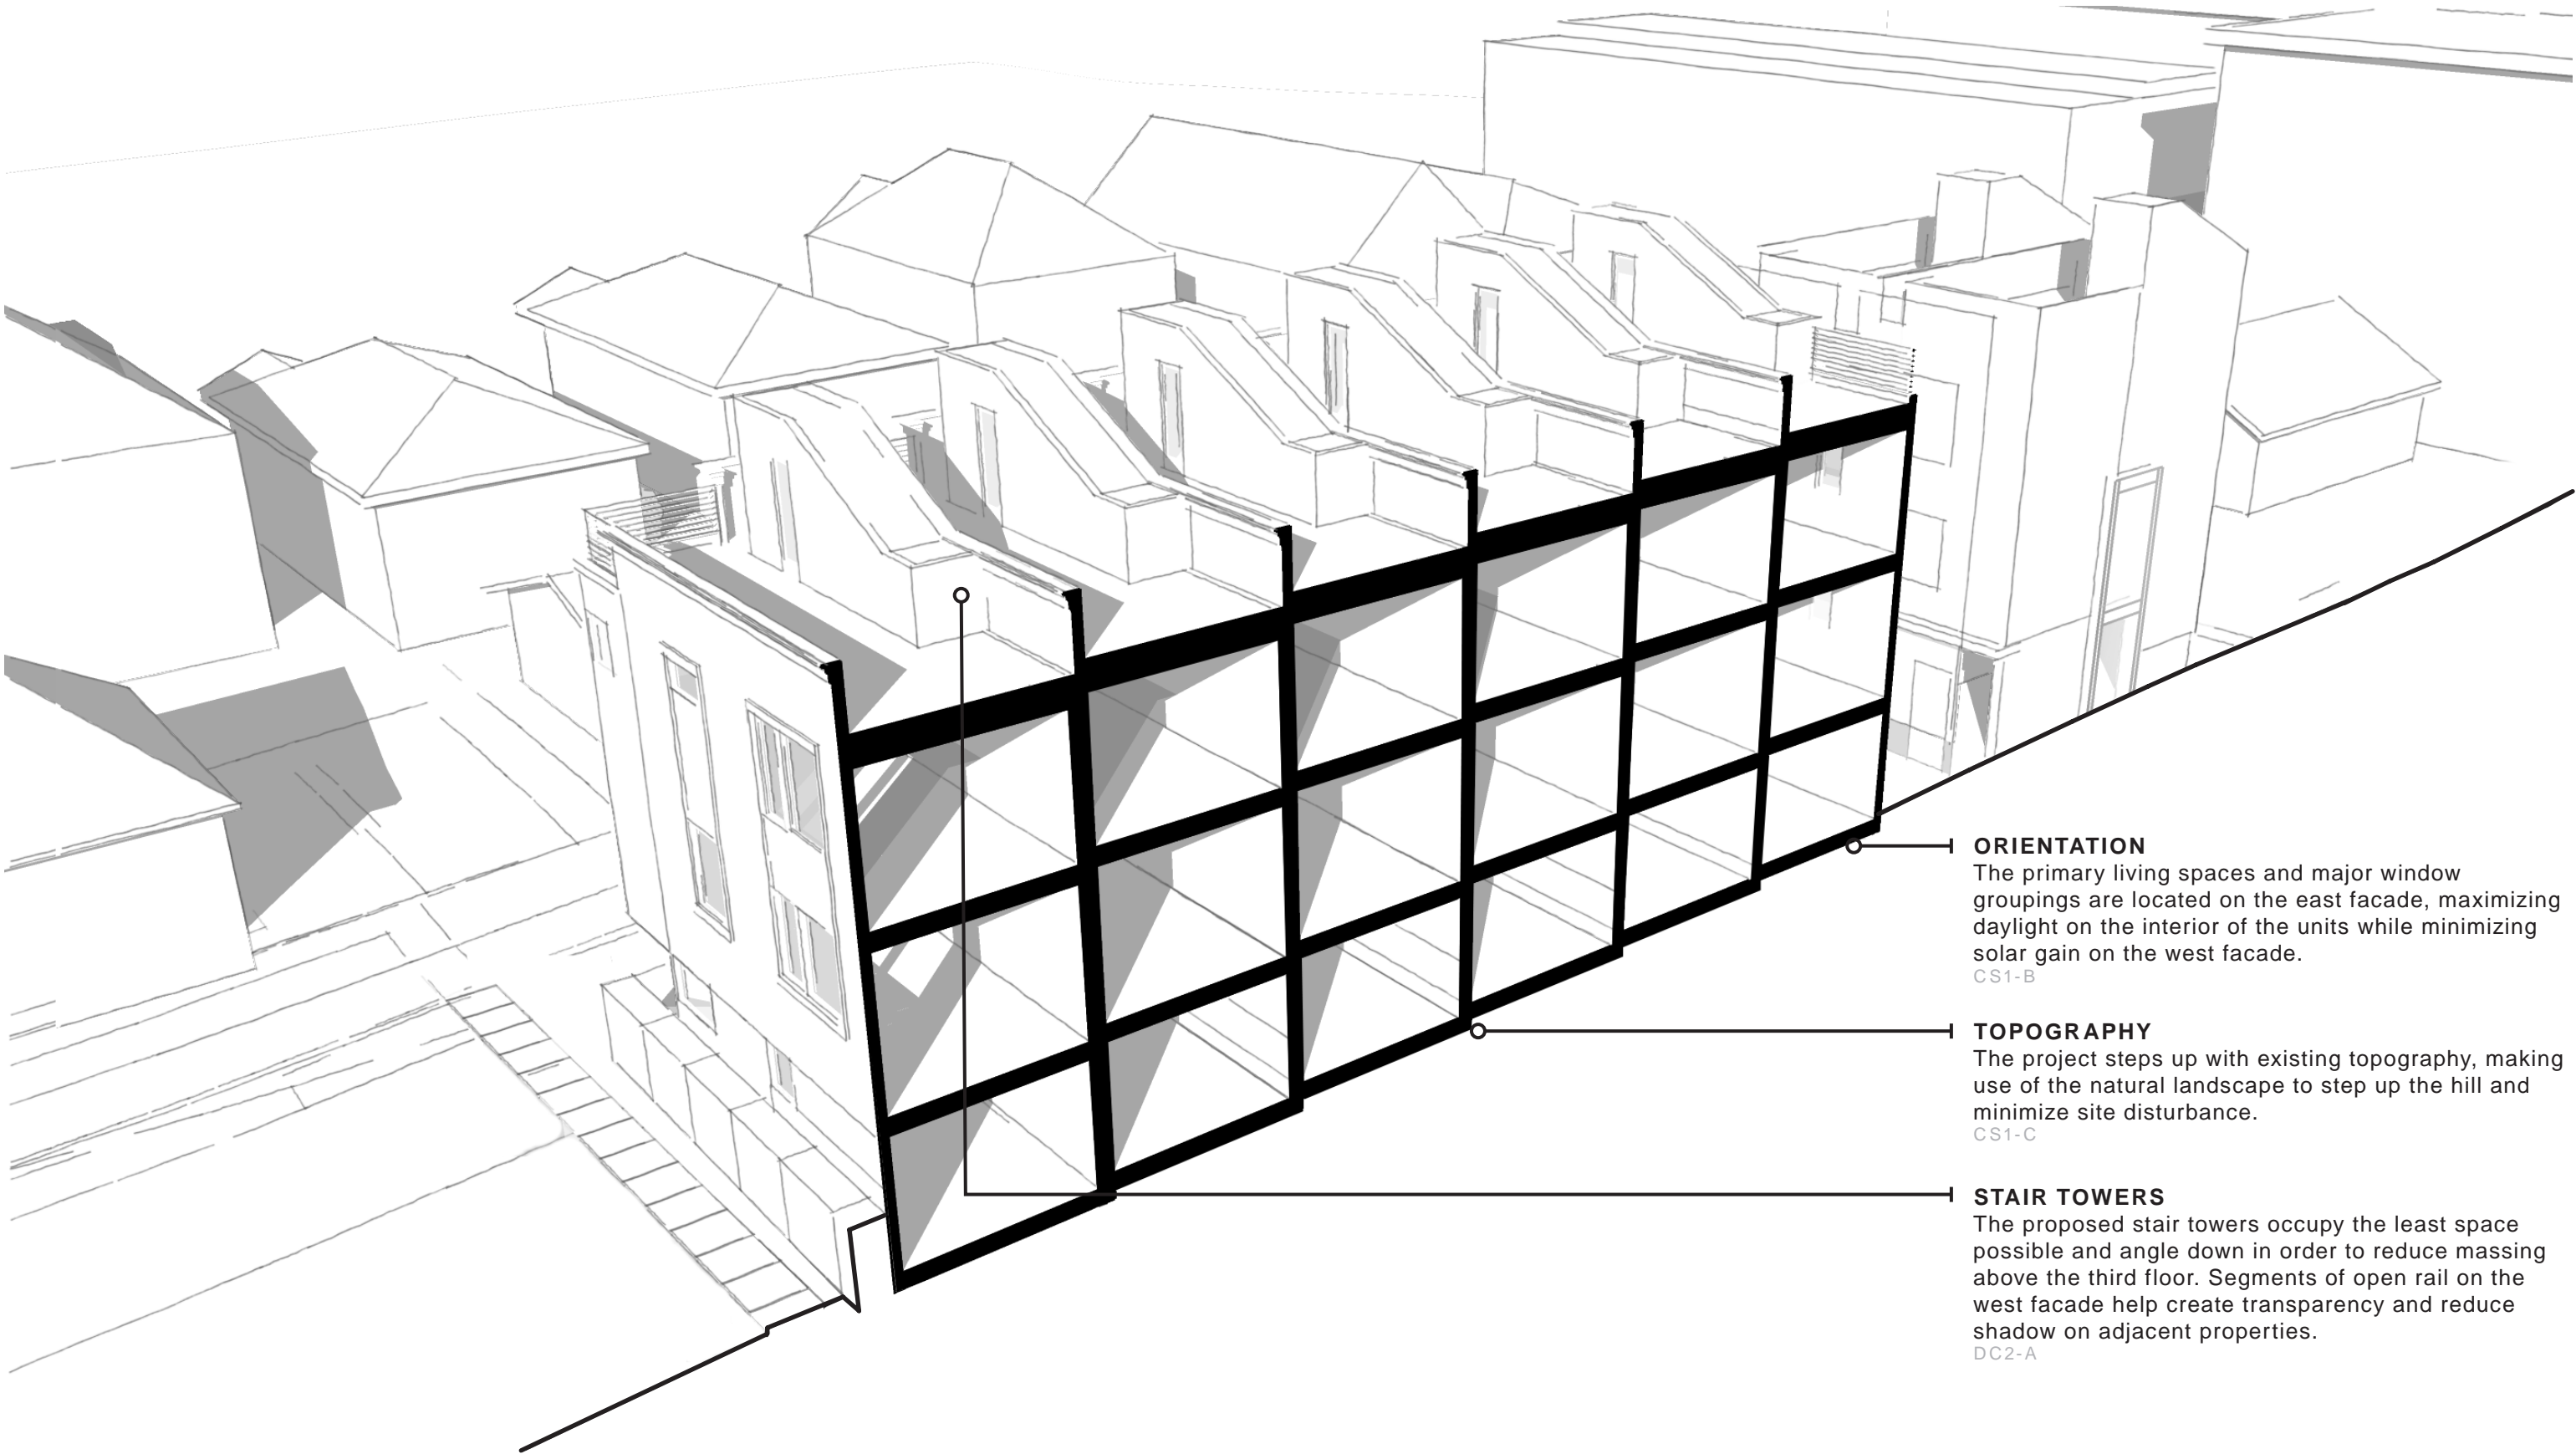 ORIENTATION
The primary living spaces and major window
groupings are located on the east facade, maximizing
daylight on the interior of the units while minimizing
solar gain on the west facade.
CS1-B
TOPOGRAPHY
The project steps up with existing topography, making
use of the natural landscape to step up the hill and
minimize site disturbance.
CS1-C
STAIR TOWERS
The proposed stair towers occupy the least space
possible and angle down in order to reduce massing
above the third floor. Segments of open rail on the
west facade help create transparency and reduce
shadow on adjacent properties.
DC2-A